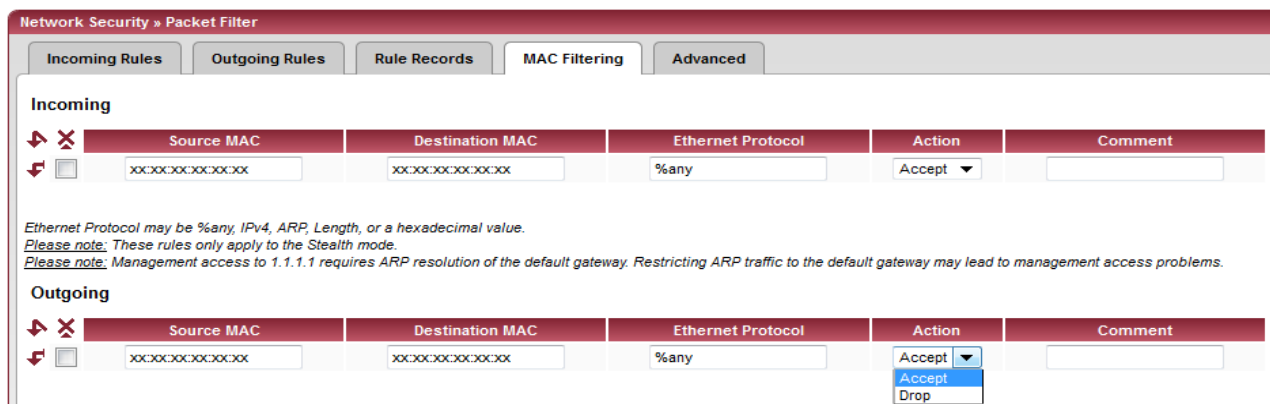 Network Security » Packet Filter
Incoming Rules Outgoing Rules Rule Records MAC Filtering Advanced
Incoming
Source MAC Destination MAC Ethernet Protocol Action Comment
xx:xx:xx:xx:xx:xx xx:xx:xx:xx:xx:xx %any Accept
Ethernet Protocol may be %any, IPv4, ARP, Length, or a hexadecimal value.
Please note: These rules only apply to the Stealth mode.
Please note: Management access to 1.1.1.1 requires ARP resolution of the default gateway. Restricting ARP traffic to the default gateway may lead to management access problems.
Outgoing
Source MAC Destination MAC Ethernet Protocol Action Comment
xx:xx:xx:xx:xx:xx xx:xx:xx:xx:xx:xx %any Accept
Accept
Drop